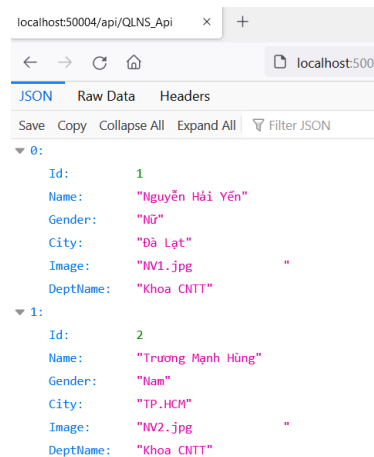 localhost:50004/api/QLNS_Api × +
localhost:500
JSON Raw Data Headers
Save Copy Collapse All Expand All Filter JSON
0:
Id: 1
Name: "Nguyễn Hải Yến"
Gender: "Nữ"
City: "Đà Lạt"
Image: "NV1.jpg "
DeptName: "Khoa CNTT"
1:
Id: 2
Name: "Trương Mạnh Hùng"
Gender: "Nam"
City: "TP.HCM"
Image: "NV2.jpg "
DeptName: "Khoa CNTT"